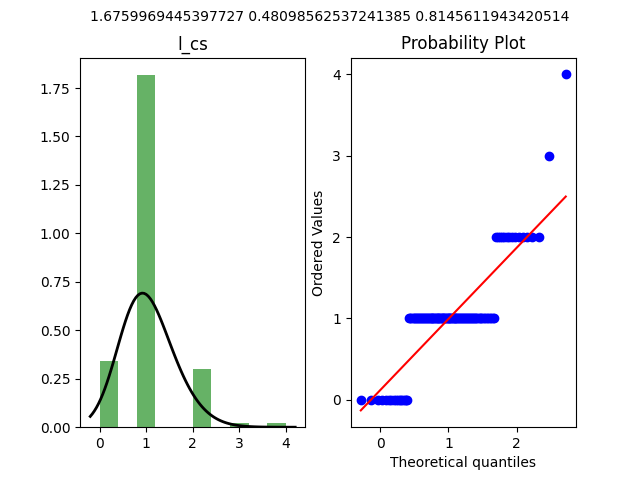 1.67599694453​97727 0.48098562537241385 0.8145611943420514
l_cs
Probability Plot
1.75
1.50
1.25
1.00
0.75
0.50
0.25
0.00
0 1 2 3 4
Ordered Values
4
3
2
1
0
0 1 2
Theoretical quantiles